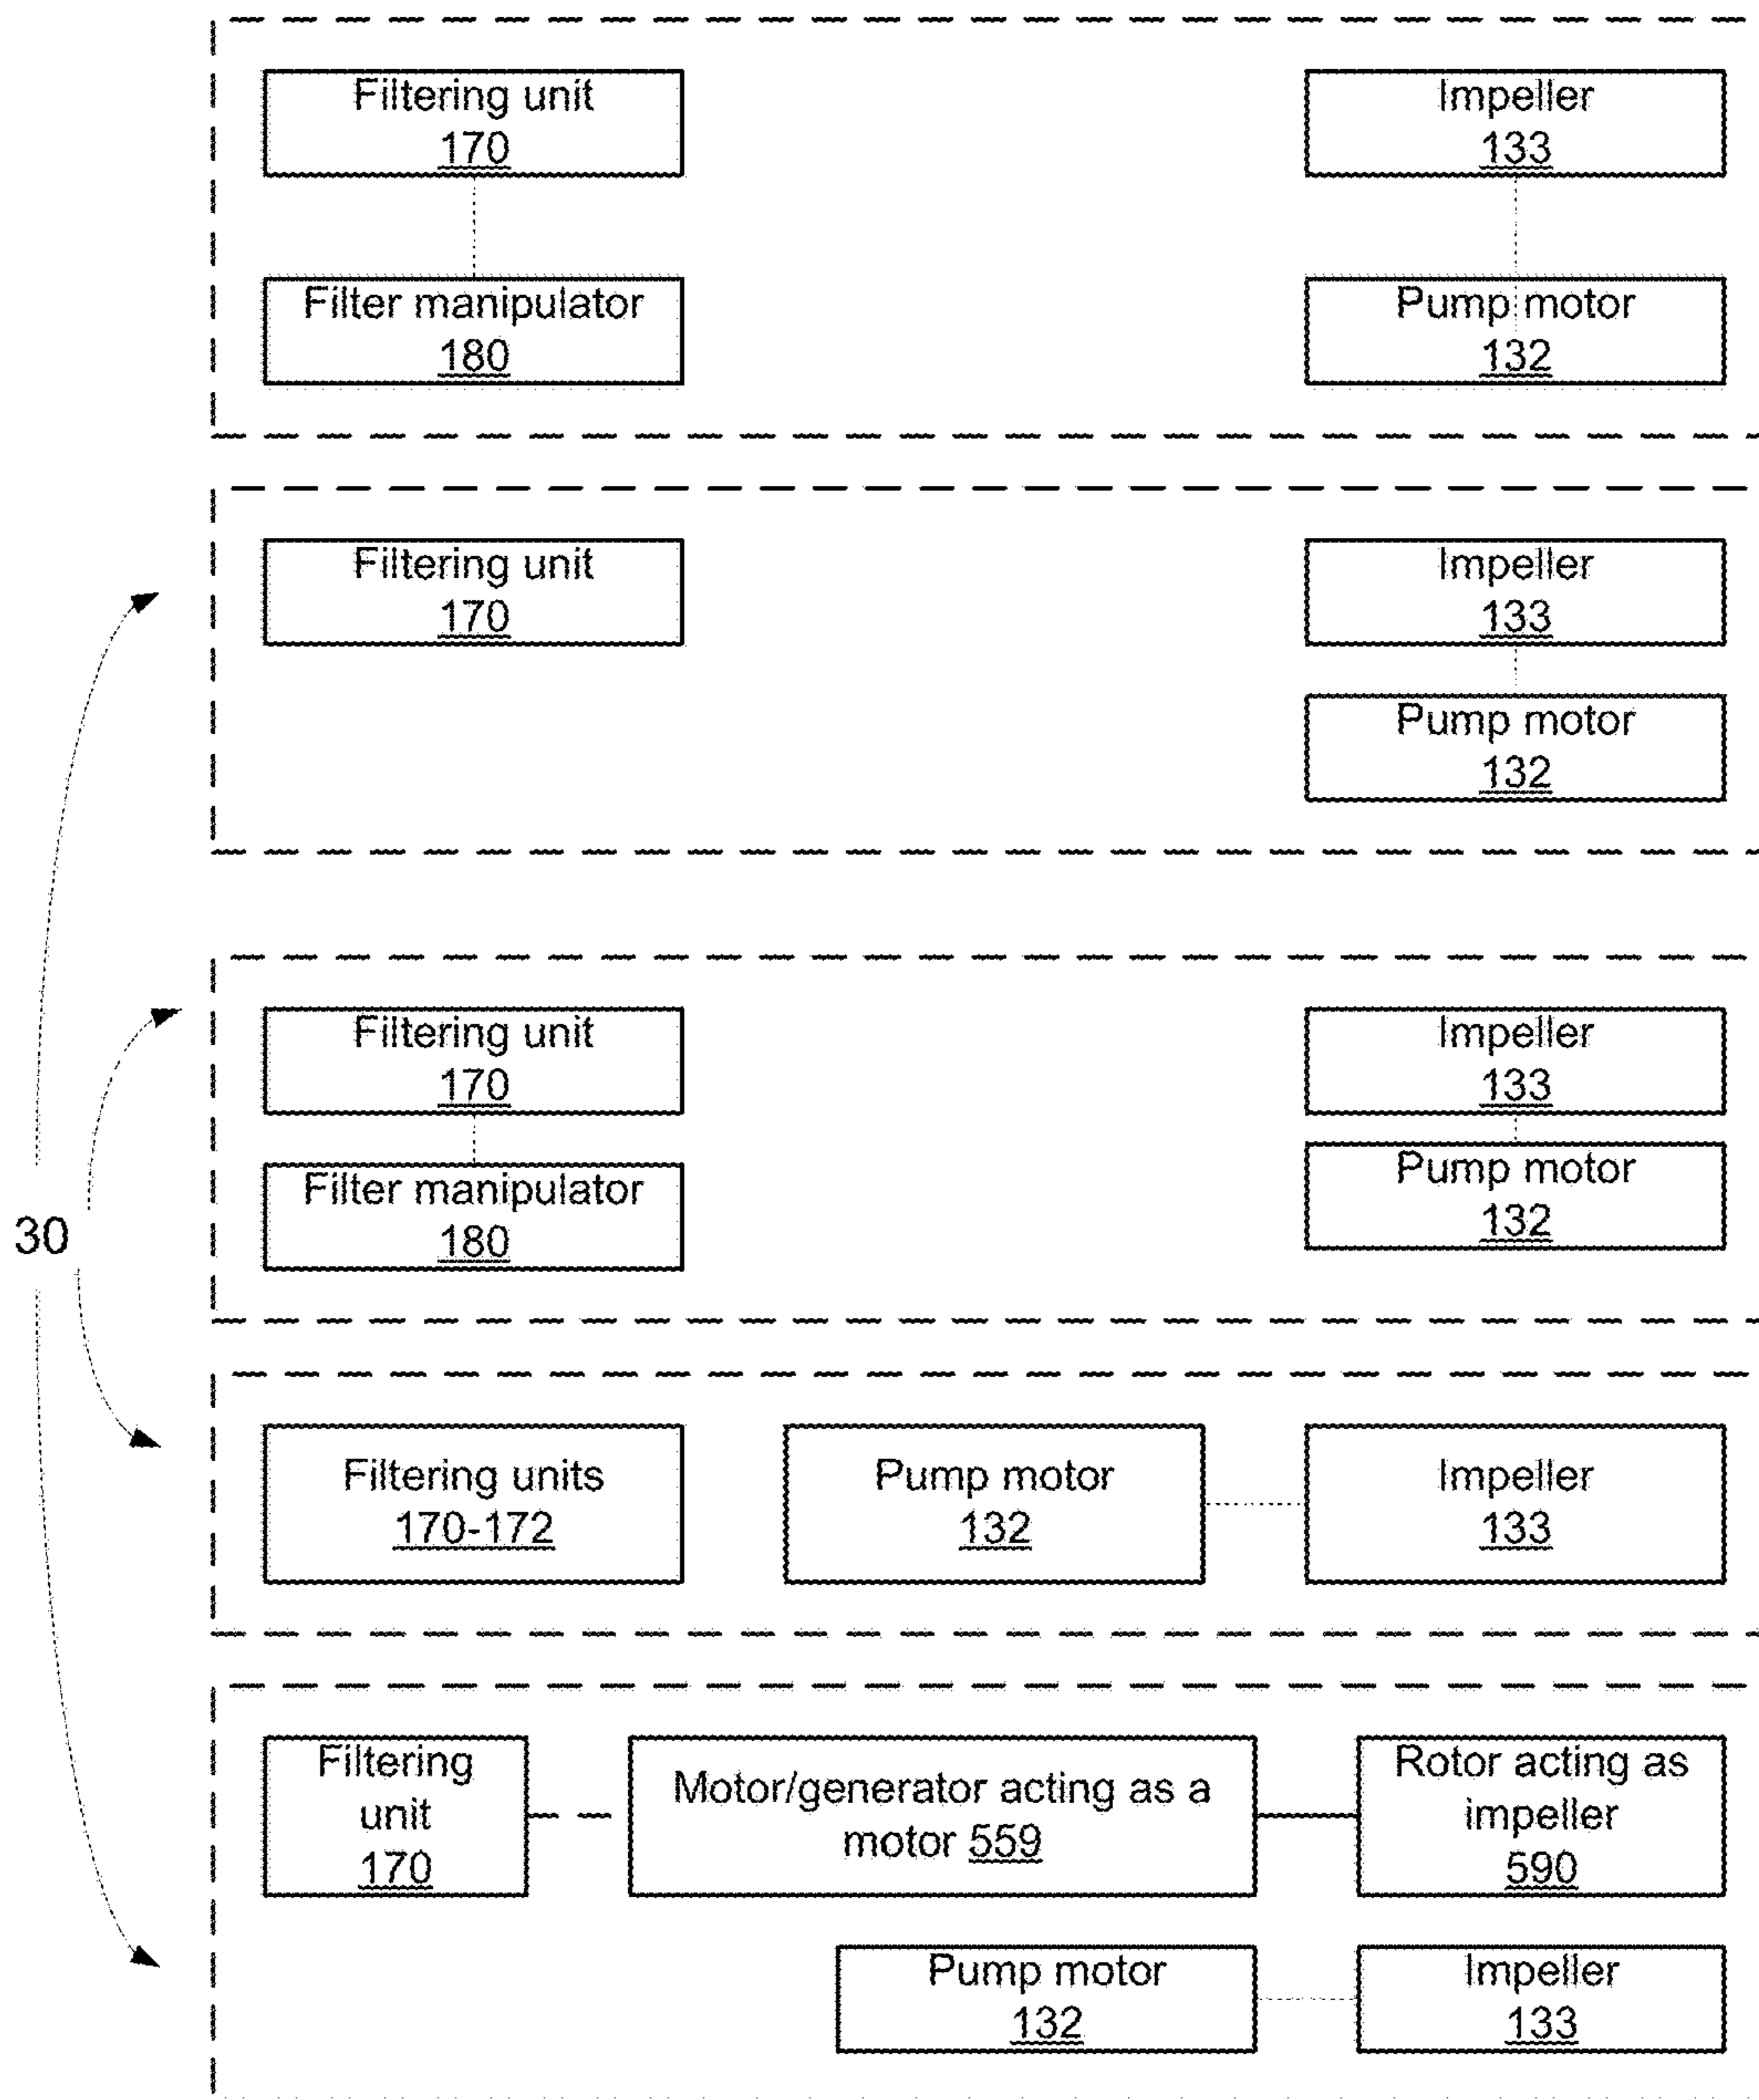 Filtering unit
170
Impeller
133
Filter manipulator
180
Pump motor
132
Filtering unit
170
Impeller
133
Pump motor
132
Filtering unit
170
Impeller
133
Filter manipulator
180
Pump motor
132
30
Filtering units
170-172
Pump motor
132
Impeller
133
Filtering
unit
170
Motor/generator acting as a
motor 559
Rotor acting as
impeller
590
Pump motor
132
Impeller
133